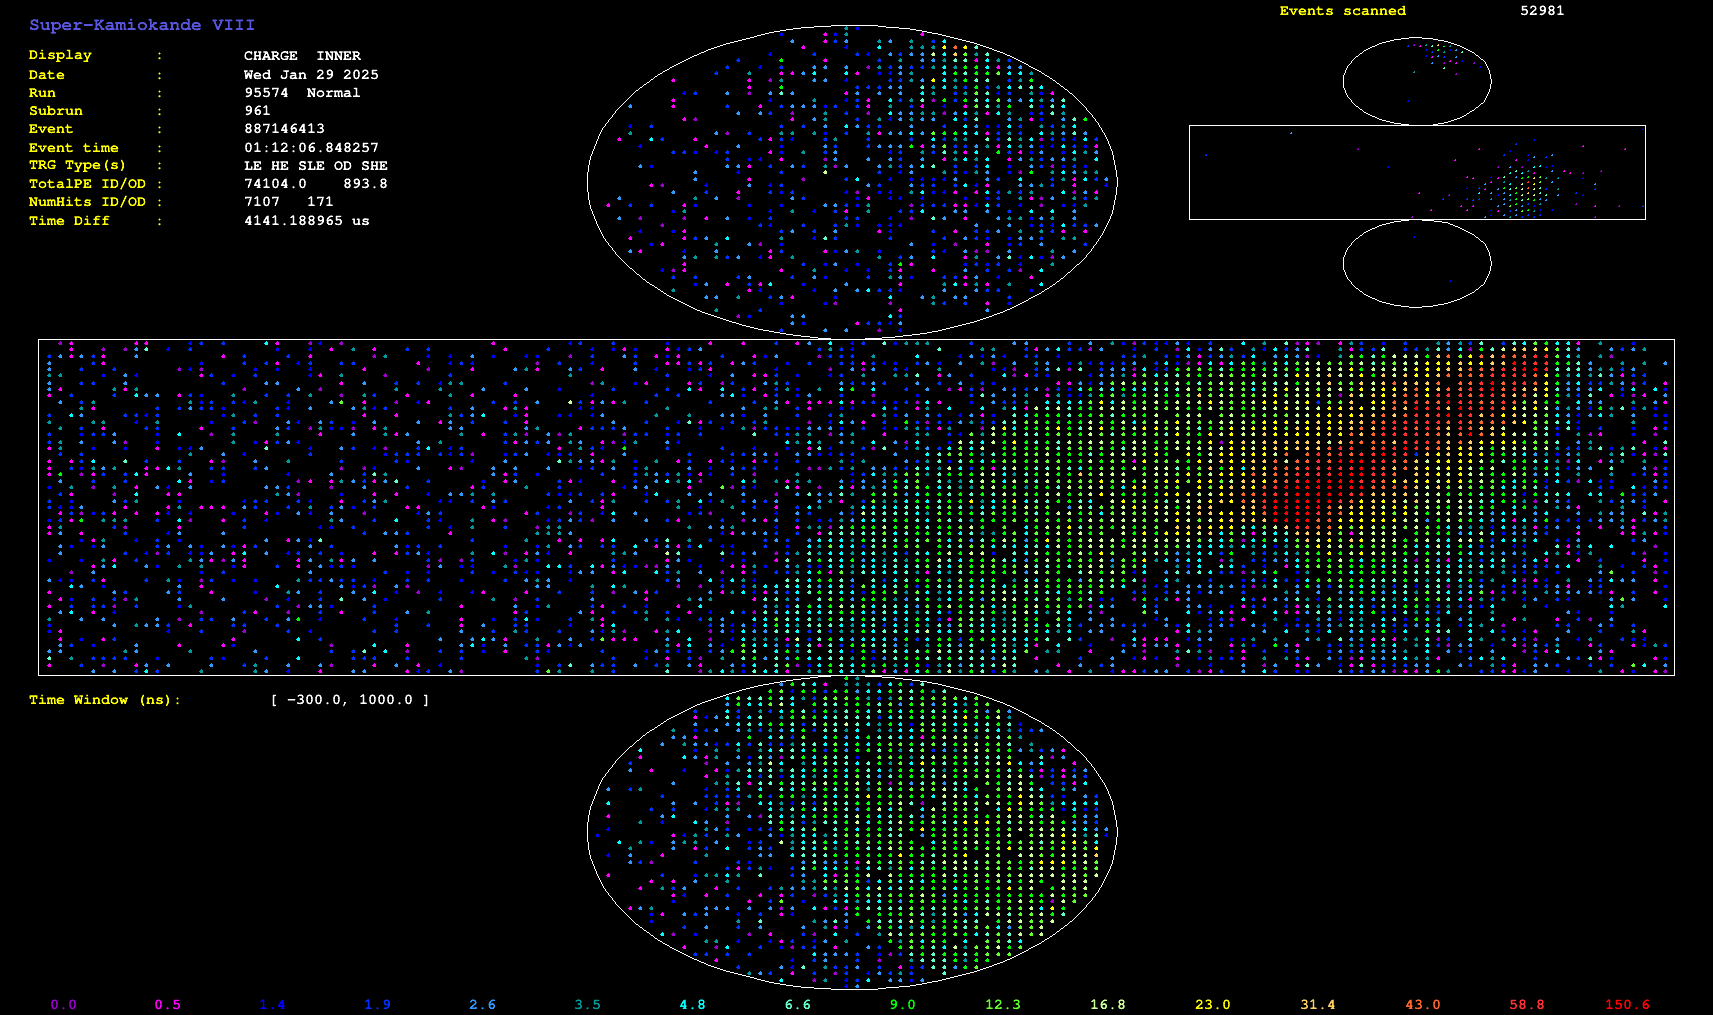 Super-Kamiokande VIII
Events scanned 52981
Display : CHARGE INNER
Date : Wed Jan 29 2025
Run : 95574 Normal
Subrun : 961
Event : 887146413
Event time : 01:12:06.848257
TRG Type(s) : LE HE SLE OD SHE
TotalPE ID/OD : 74104.0 893.8
NumHits ID/OD : 7107 171
Time Diff : 4141.188965 us
Time Window (ns): [ -300.0, 1000.0 ]
0.0 0.5 1.4 1.9 2.6 3.5 4.8 6.6 9.0 12.3 16.8 23.0 31.4 43.0 58.8 150.6